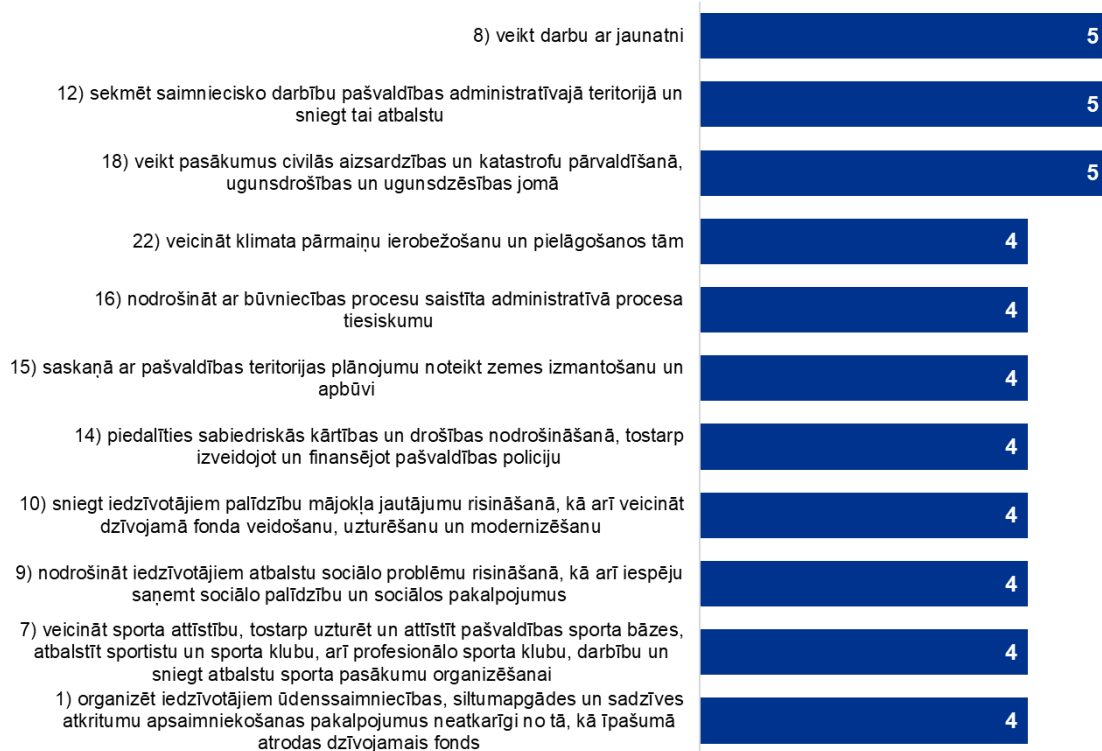 8) veikt darbu ar jaunatni
5
12) sekmēt saimniecisko darbību pašvaldības administratīvajā teritorijā un
sniegt tai atbalstu
5
18) veikt pasākumus civilās aizsardzības un katastrofu pārvaldīšanā,
ugunsdrošības un ugunsdzēsības jomā
5
22) veicināt klimata pārmaiņu ierobežošanu un pielāgošanos tām
4
16) nodrošināt ar būvniecības procesu saistīta administratīvā procesa
tiesiskumu
4
15) saskaņā ar pašvaldības teritorijas plānojumu noteikt zemes izmantošanu un
apbūvi
4
14) piedalīties sabiedriskās kārtības un drošības nodrošināšanā, tostarp
izveidojot un finansējot pašvaldības policiju
4
10) sniegt iedzīvotājiem palīdzību mājokļa jautājumu risināšanā, kā arī veicināt
dzīvojamā fonda veidošanu, uzturēšanu un modernizēšanu
4
9) nodrošināt iedzīvotājiem atbalstu sociālo problēmu risināšanā, kā arī iespēju
saņemt sociālo palīdzību un sociālos pakalpojumus
4
7) veicināt sporta attīstību, tostarp uzturēt un attīstīt pašvaldības sporta bāzes,
atbalstīt sportistu un sporta klubu, arī profesionālo sporta klubu, darbību un
sniegt atbalstu sporta pasākumu organizēšanai
4
1) organizēt iedzīvotājiem ūdenssaimniecības, siltumapgādes un sadzīves
atkritumu apsaimniekošanas pakalpojumus neatkarīgi no tā, kā īpašumā
atrodas dzīvojamais fonds
4